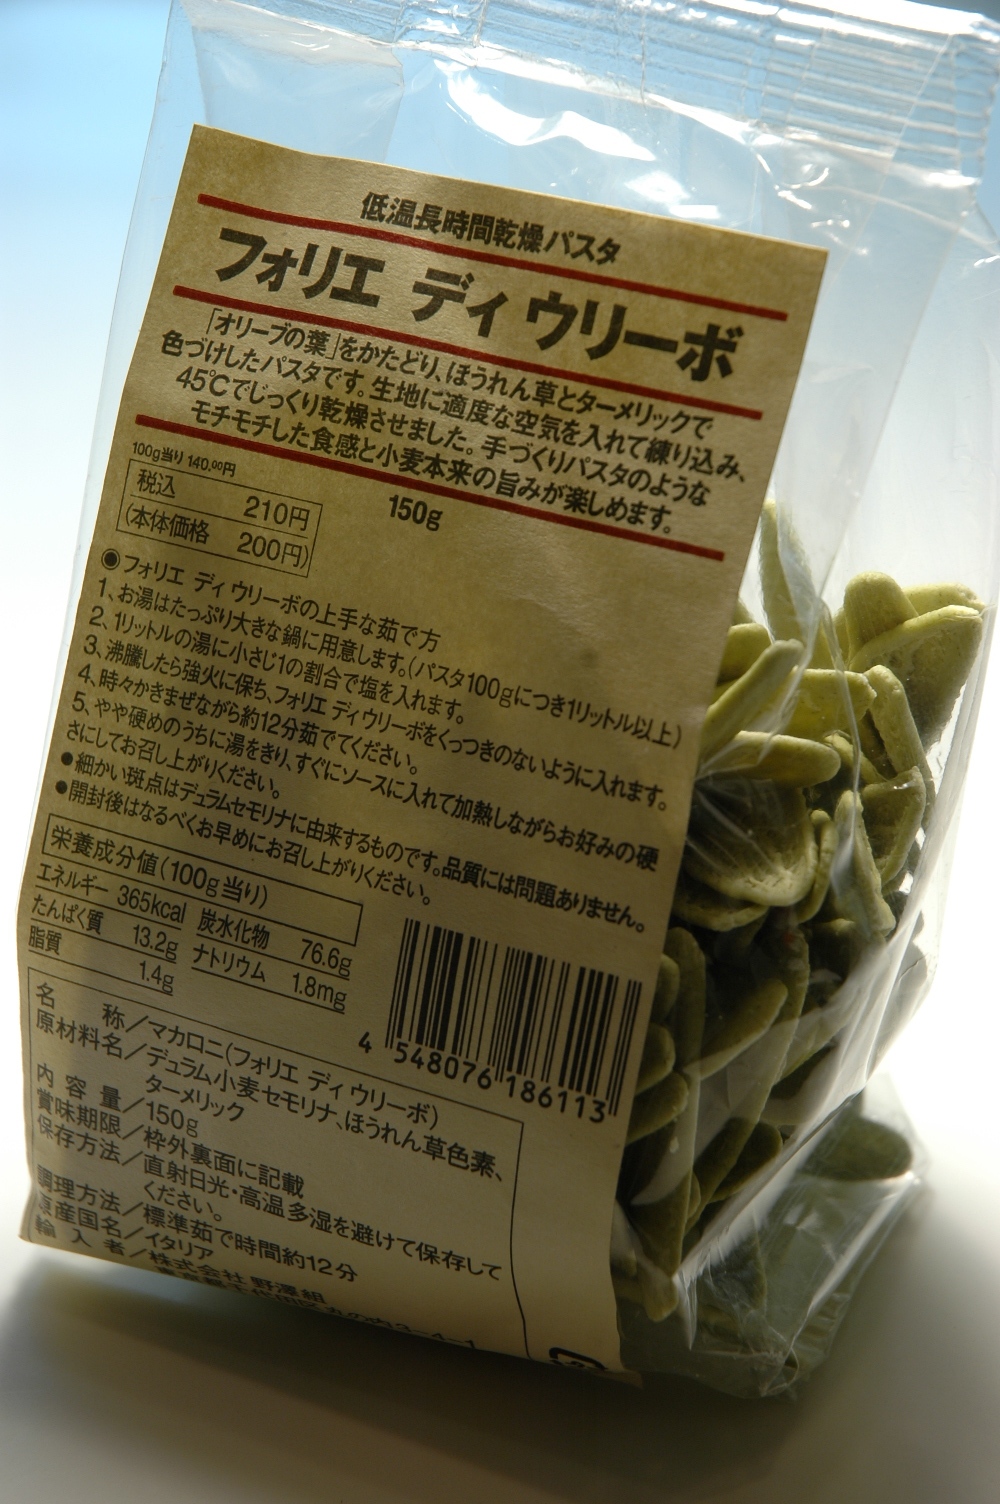 低温長時間乾燥パスタ
フォリエ ディ ウリーボ
「オリーブの葉」をかたどり、ほうれん草とターメリックで
色づけしたパスタです。生地に適度な空気を入れて練り込み、
45℃でじっくり乾燥させました。手づくりパスタのような
モチモチした食感と小麦本来の旨みが楽しめます。
150g
100g当り 140.00円
税込 210円
(本体価格 200円)
◉フォリエ ディ ウリーボの上手な茹で方
1、お湯はたっぷり大きな鍋に用意します。(パスタ100gにつき1リットル以上)
2、1リットルの湯に小さじ1の割合で塩を入れます。
3、沸騰したら強火に保ち、フォリエ ディ ウリーボをくっつきのないように入れます。
4、時々かきまぜながら約12分茹でてください。
5、やや硬めのうちに湯をきり、すぐにソースに入れて加熱しながらお好みの硬
さにしてお召し上がりください。
●細かい斑点はデュラムセモリナに由来するものです。品質には問題ありません。
●開封後はなるべくお早めにお召し上がりください。
栄養成分値(100g当り)
エネルギー 365kcal 炭水化物 76.6g
たんぱく質 13.2g ナトリウム 1.8mg
脂質 1.4g
4 548076 186113
名称／マカロニ(フォリエ ディ ウリーボ)
原材料名／デュラム小麦セモリナ、ほうれん草色素、
ターメリック
内容量／150g
賞味期限／枠外裏面に記載
保存方法／直射日光・高温多湿を避けて保存して
ください。
調理方法／標準茹で時間約12分
原産国名／イタリア
輸入者／株式会社 野澤組
東京都千代田区丸の内3-4-1